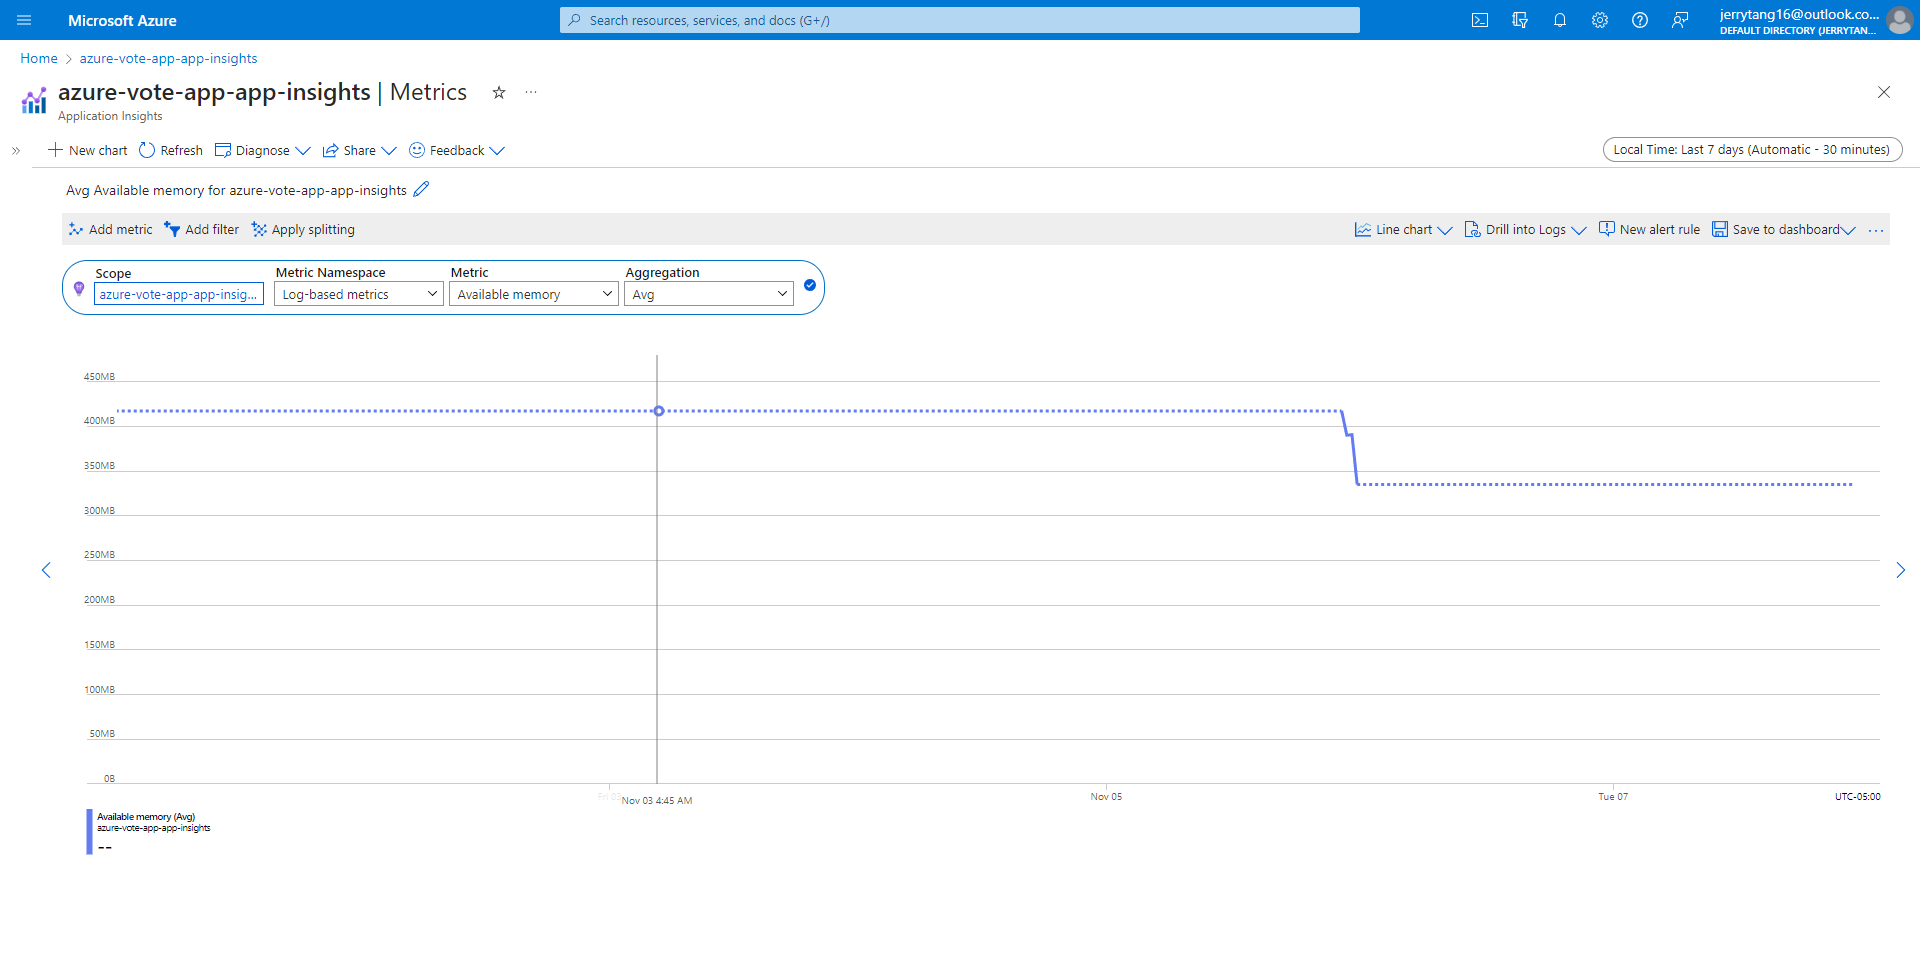 Microsoft Azure
Search resources, services, and docs (G+/)
jerrytang16@outlook.co...
DEFAULT DIRECTORY (JERRYTAN...
Home > azure-vote-app-app-insights
azure-vote-app-app-insights | Metrics
Application Insights
New chart Refresh Diagnose Share Feedback
Local Time: Last 7 days (Automatic - 30 minutes)
Avg Available memory for azure-vote-app-app-insights
Add metric Add filter Apply splitting
Line chart Drill into Logs New alert rule Save to dashboard
Scope Metric Namespace Metric Aggregation
azure-vote-app-app-insig... Log-based metrics Available memory Avg
450MB
400MB
350MB
300MB
250MB
200MB
150MB
100MB
50MB
0B
Fri 03 Nov 03 4:45 AM Nov 05 Tue 07 UTC-05:00
Available memory (Avg)
azure-vote-app-app-insights
--